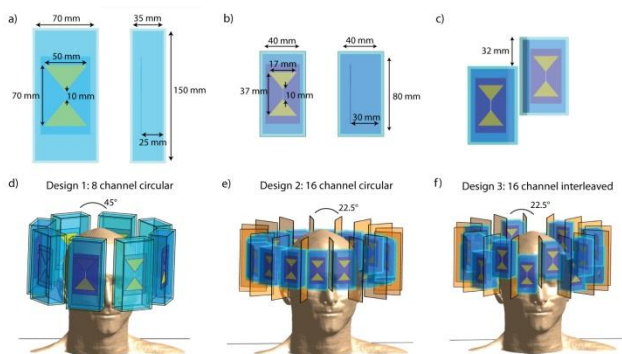 a)
70 mm
35 mm
50 mm
70 mm
10 mm
150 mm
25 mm
b)
40 mm
40 mm
17 mm
37 mm
10 mm
80 mm
30 mm
c)
32 mm
d)
Design 1: 8 channel circular
45°
e)
Design 2: 16 channel circular
22.5°
f)
Design 3: 16 channel interleaved
22.5°